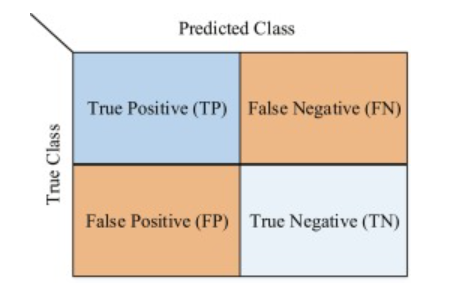 Predicted Class
True Class
True Positive (TP)
False Negative (FN)
False Positive (FP)
True Negative (TN)